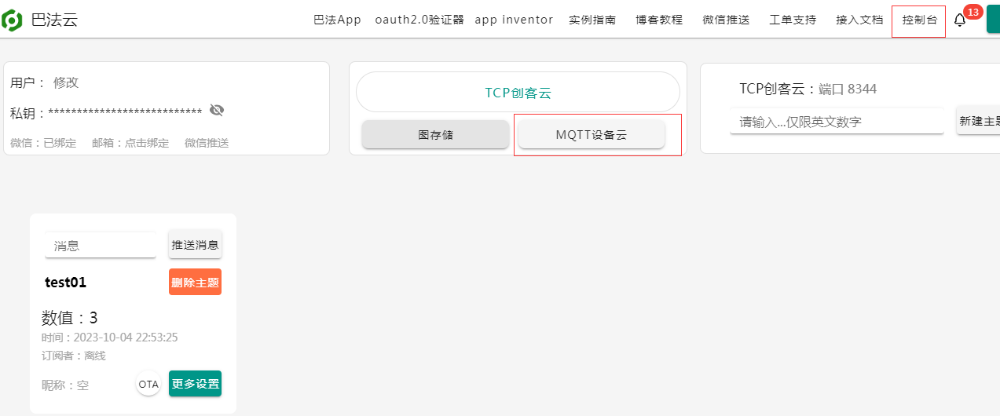 巴法云
巴法App oauth2.0验证器 app inventor 实例指南 博客教程 微信推送 工单支持 接入文档 控制台 13
用户： 修改
私钥：***************************
微信：已绑定 邮箱：点击绑定 微信推送
TCP创客云
图存储 MQTT设备云
TCP创客云：端口 8344
请输入...仅限英文数字 新建主题
消息 推送消息
test01 删除主题
数值：3
时间：2023-10-04 22:53:25
订阅者：离线
昵称：空 OTA 更多设置